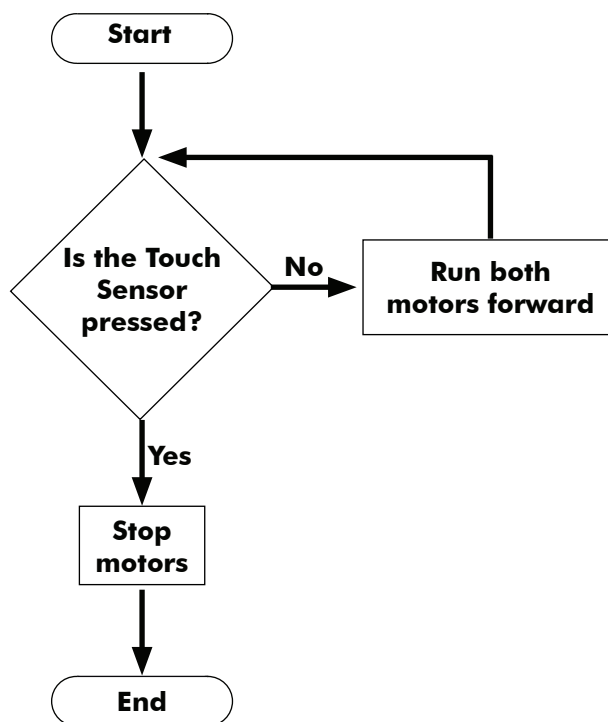 Start
Is the Touch
Sensor
pressed?
No
Run both
motors forward
Yes
Stop
motors
End